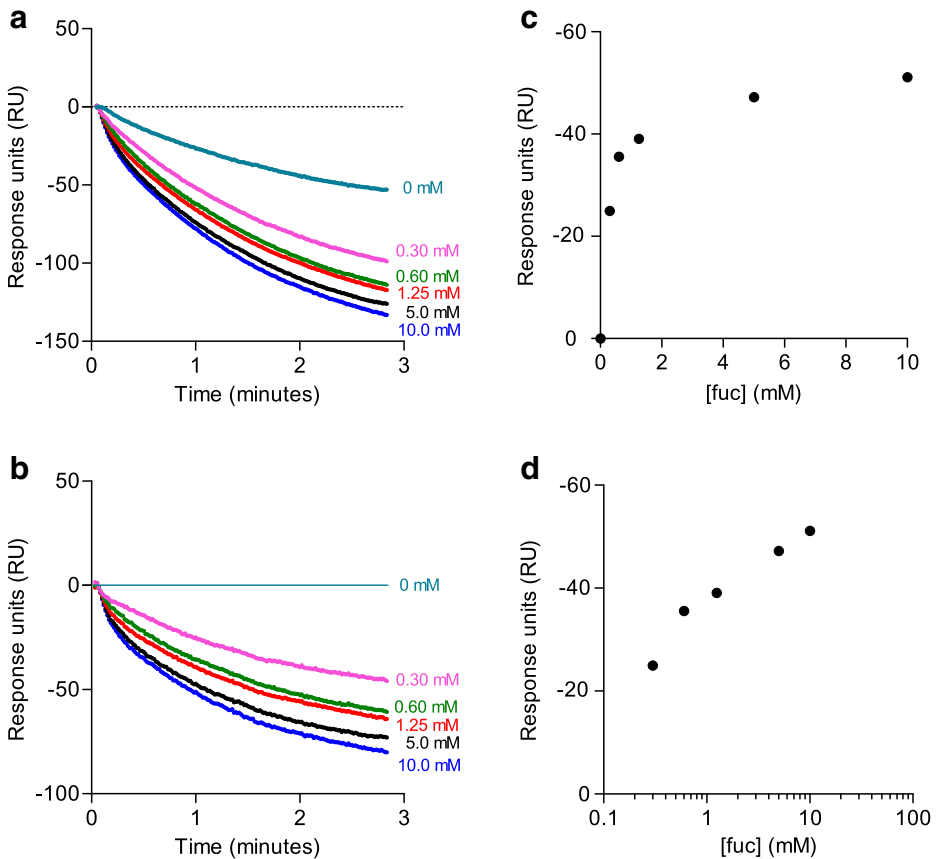 a
50
0
-50
-100
-150
Response units (RU)
0 mM
0.30 mM
0.60 mM
1.25 mM
5.0 mM
10.0 mM
0
1
2
3
Time (minutes)
c
-60
-40
-20
0
Response units (RU)
0
2
4
6
8
10
[fuc] (mM)
b
50
0
-50
-100
Response units (RU)
0 mM
0.30 mM
0.60 mM
1.25 mM
5.0 mM
10.0 mM
0
1
2
3
Time (minutes)
d
-60
-40
-20
0
Response units (RU)
0.1
1
10
100
[fuc] (mM)